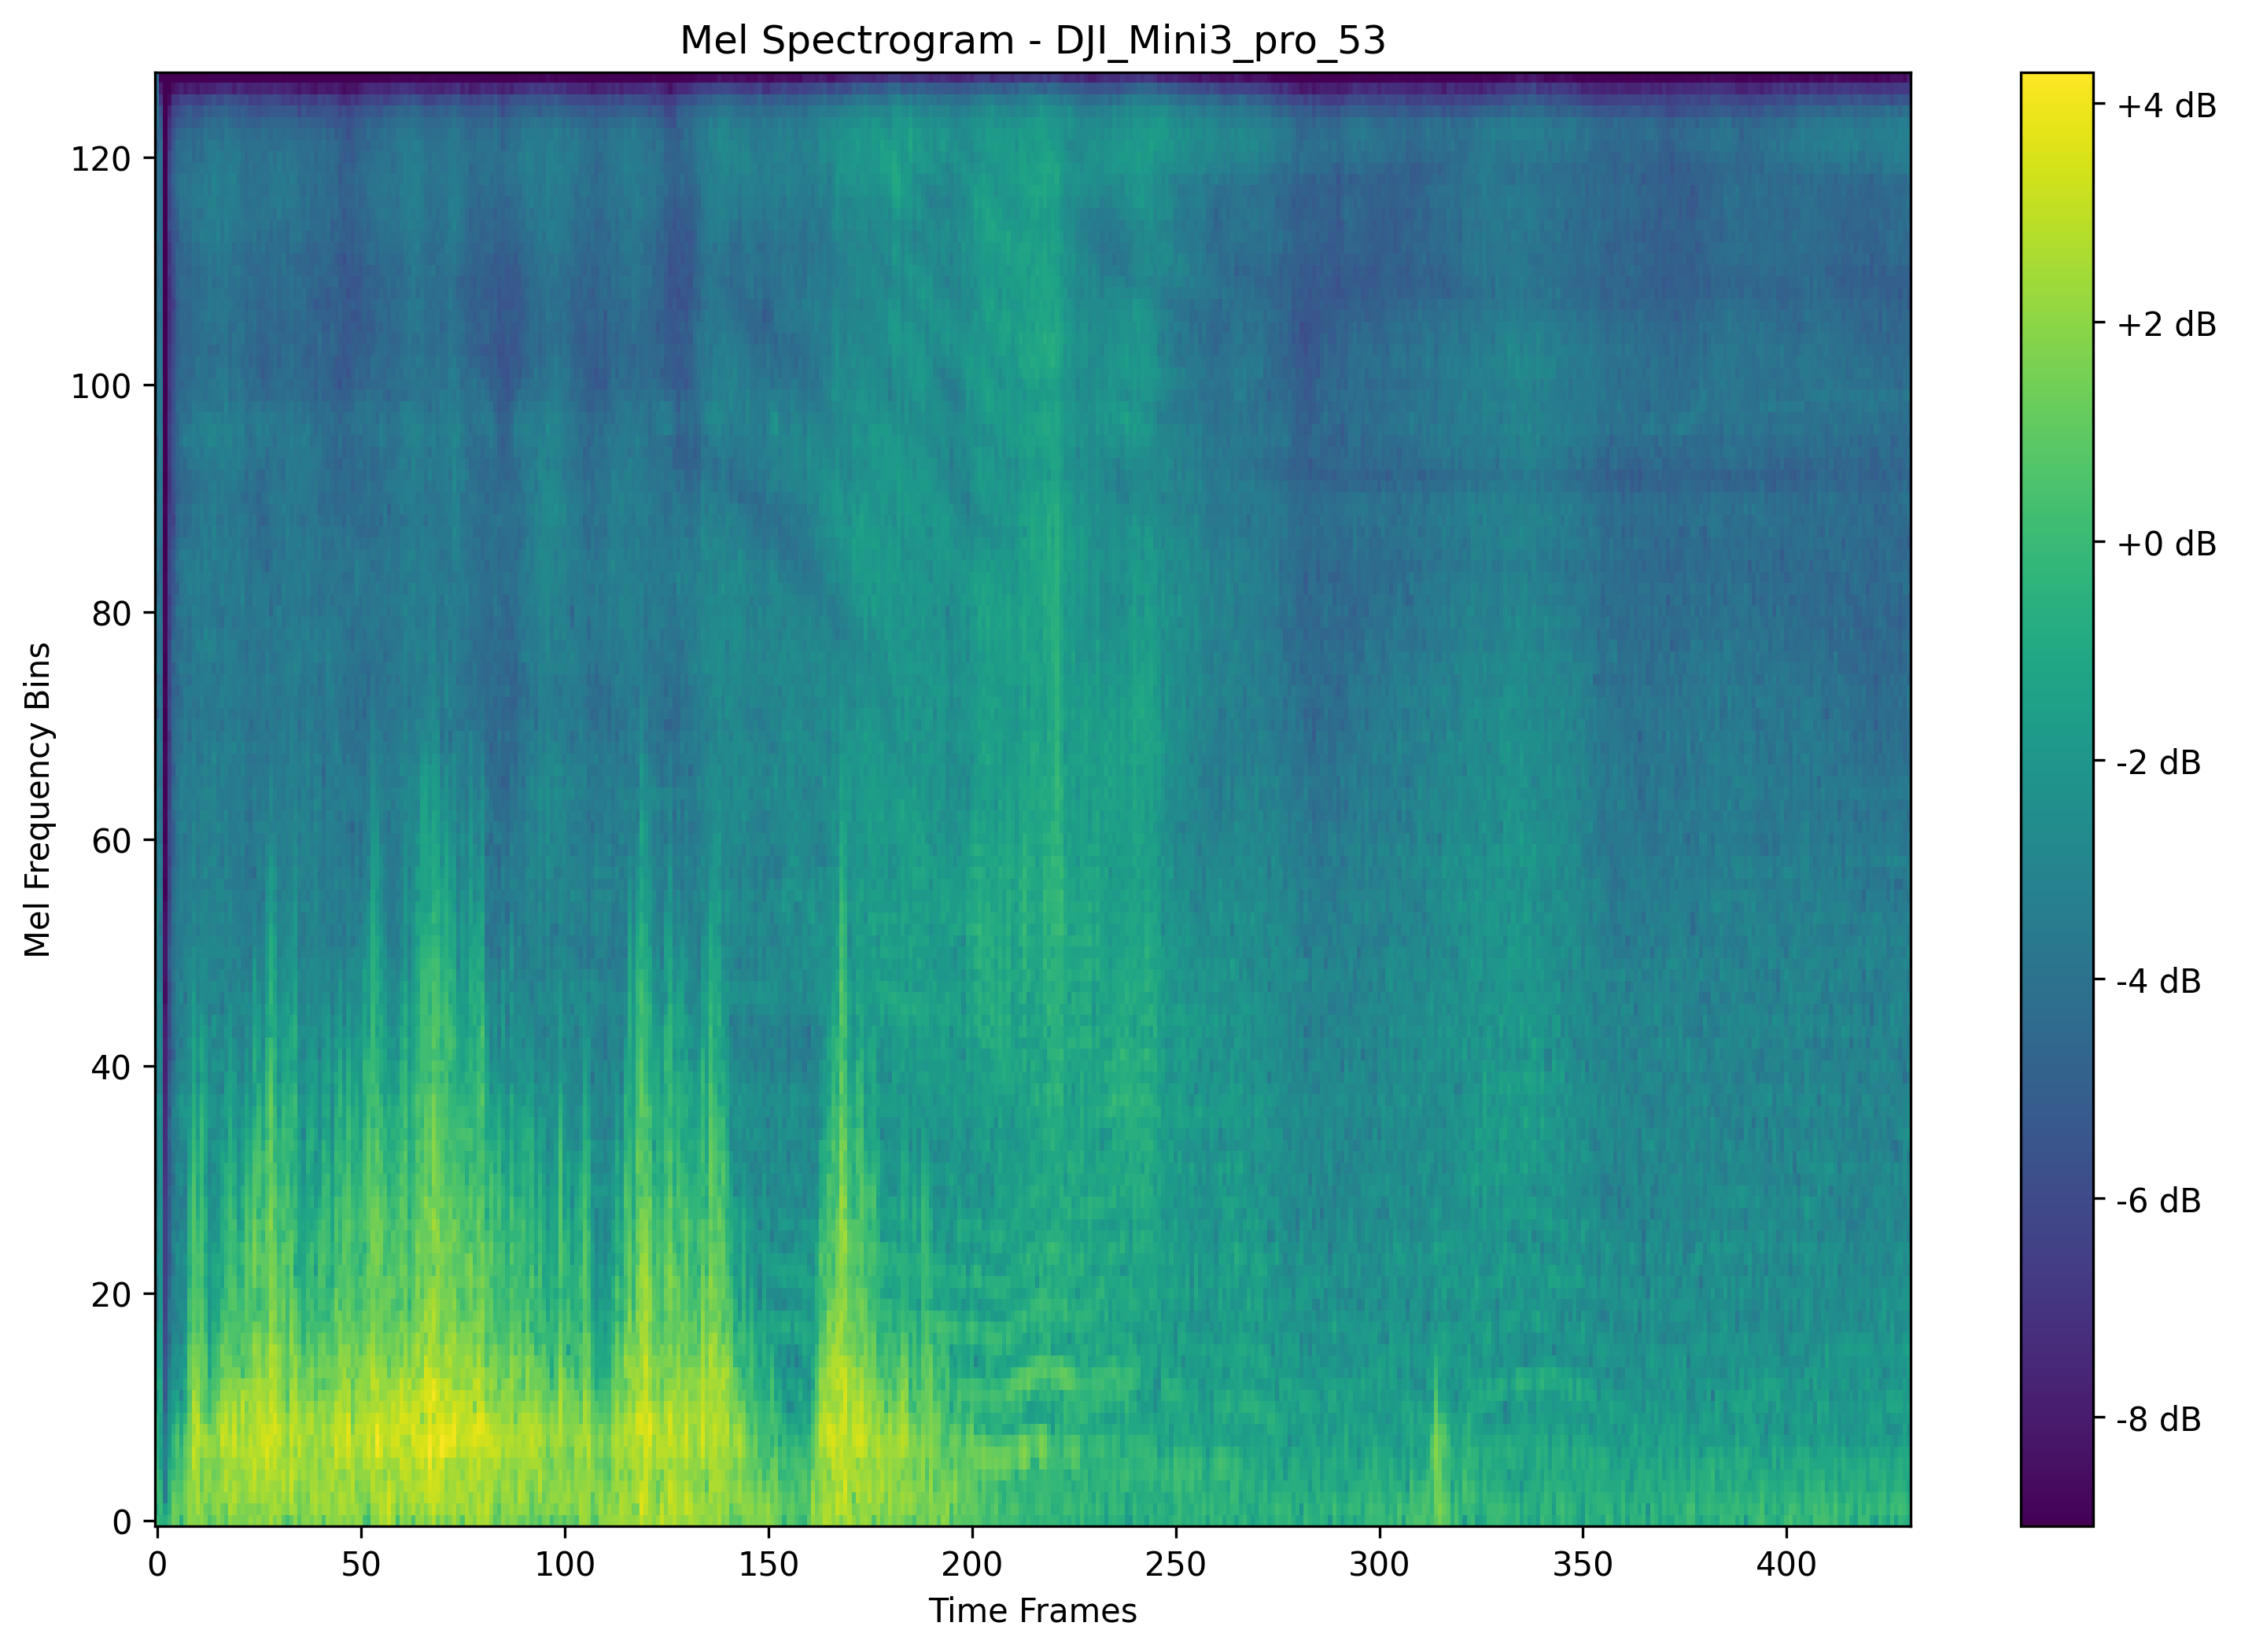 Mel Spectrogram - DJI_Mini3_pro_53
120
100
80
60
40
20
0
Mel Frequency Bins
0 50 100 150 200 250 300 350 400
Time Frames
+4 dB
+2 dB
+0 dB
-2 dB
-4 dB
-6 dB
-8 dB